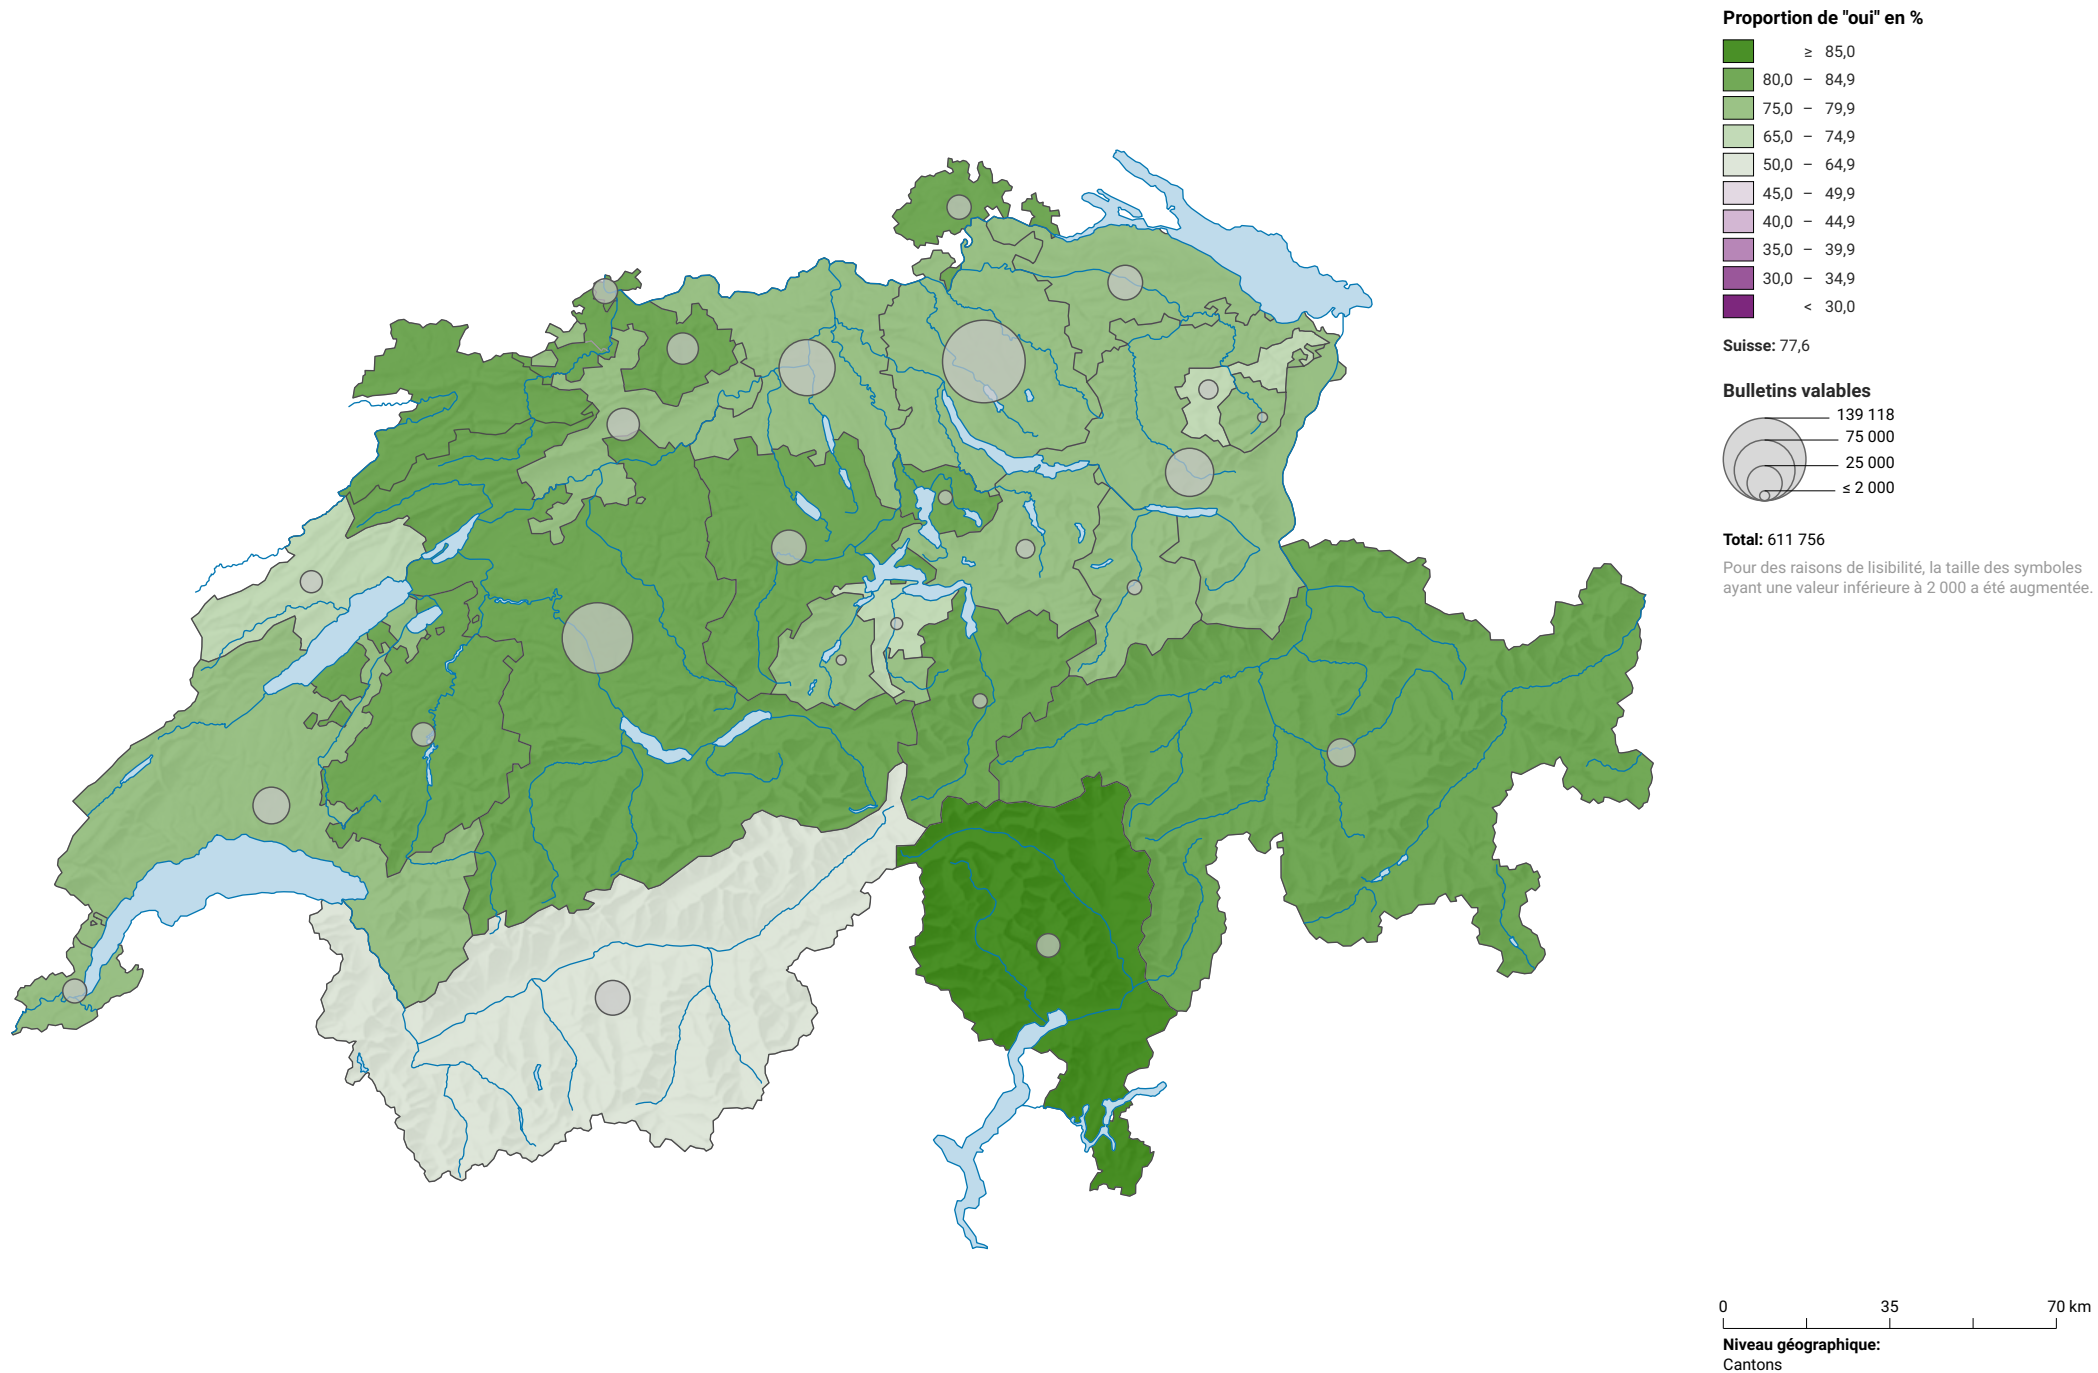 Proportion de "oui" en %
≥ 85,0
80,0 – 84,9
75,0 – 79,9
65,0 – 74,9
50,0 – 64,9
45,0 – 49,9
40,0 – 44,9
35,0 – 39,9
30,0 – 34,9
< 30,0
Suisse: 77,6
Bulletins valables
139 118
75 000
25 000
≤ 2 000
Total: 611 756
Pour des raisons de lisibilité, la taille des symboles
ayant une valeur inférieure à 2 000 a été augmentée.
0 35 70 km
Niveau géographique:
Cantons